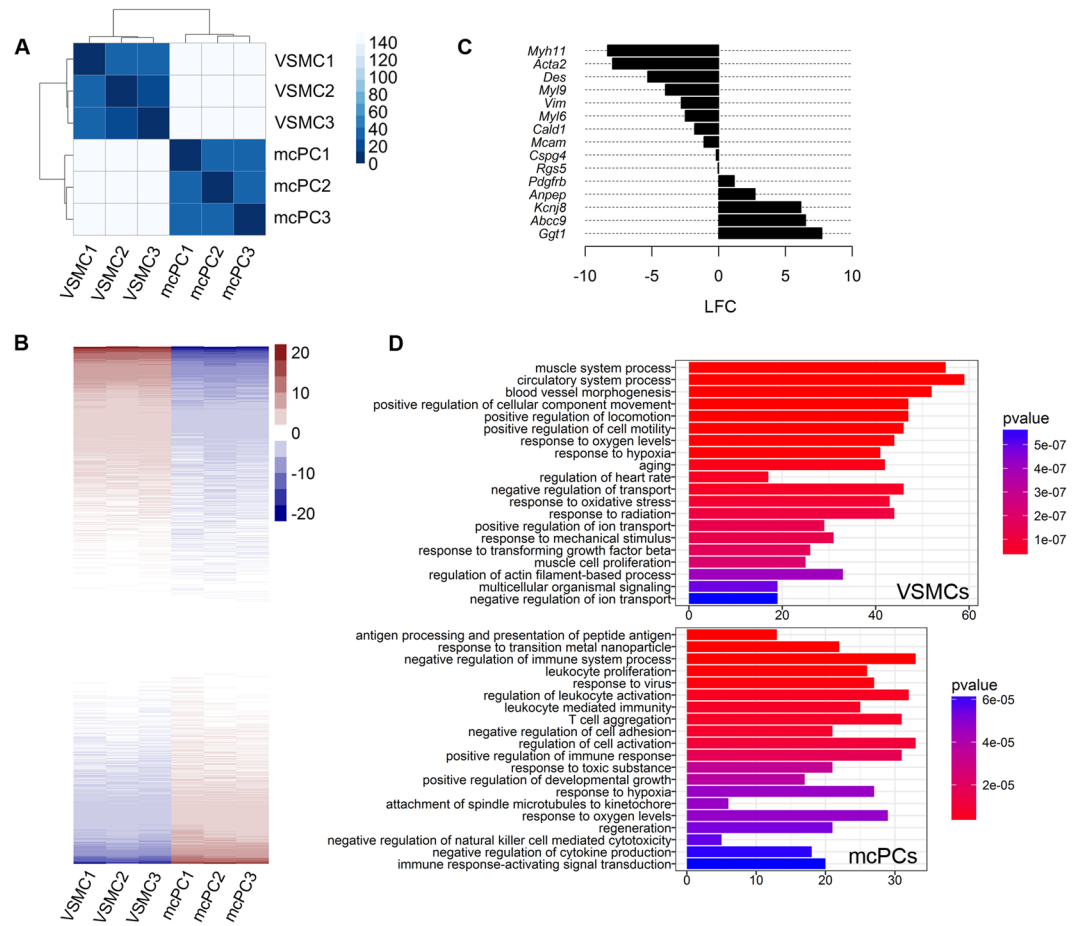 A
VSMC1
VSMC2
VSMC3
mcPC1
mcPC2
mcPC3
140
120
100
80
60
40
20
0
VSMC1
VSMC2
VSMC3
mcPC1
mcPC2
mcPC3
C
Myh11
Acta2
Des
Myl9
Vim
Myl6
Cald1
Mcam
Cspg4
Rgs5
Pdgfrb
Anpep
Kcnj8
Abcc9
Ggt1
-10 -5 0 5 10
LFC
B
20
10
0
-10
-20
VSMC1
VSMC2
VSMC3
mcPC1
mcPC2
mcPC3
D
muscle system process
circulatory system process
blood vessel morphogenesis
positive regulation of cellular component movement
positive regulation of locomotion
positive regulation of cell motility
response to oxygen levels
response to hypoxia
aging
regulation of heart rate
negative regulation of transport
response to oxidative stress
response to radiation
positive regulation of ion transport
response to mechanical stimulus
response to transforming growth factor beta
muscle cell proliferation
regulation of actin filament-based process
multicellular organismal signaling
negative regulation of ion transport
VSMCs
0 20 40 60
pvalue
5e-07
4e-07
3e-07
2e-07
1e-07
antigen processing and presentation of peptide antigen
response to transition metal nanoparticle
negative regulation of immune system process
leukocyte proliferation
response to virus
regulation of leukocyte activation
leukocyte mediated immunity
T cell aggregation
negative regulation of cell adhesion
regulation of cell activation
positive regulation of immune response
response to toxic substance
positive regulation of developmental growth
response to hypoxia
attachment of spindle microtubules to kinetochore
response to oxygen levels
regeneration
negative regulation of natural killer cell mediated cytotoxicity
negative regulation of cytokine production
immune response-activating signal transduction
mcPCs
0 10 20 30
pvalue
6e-05
4e-05
2e-05